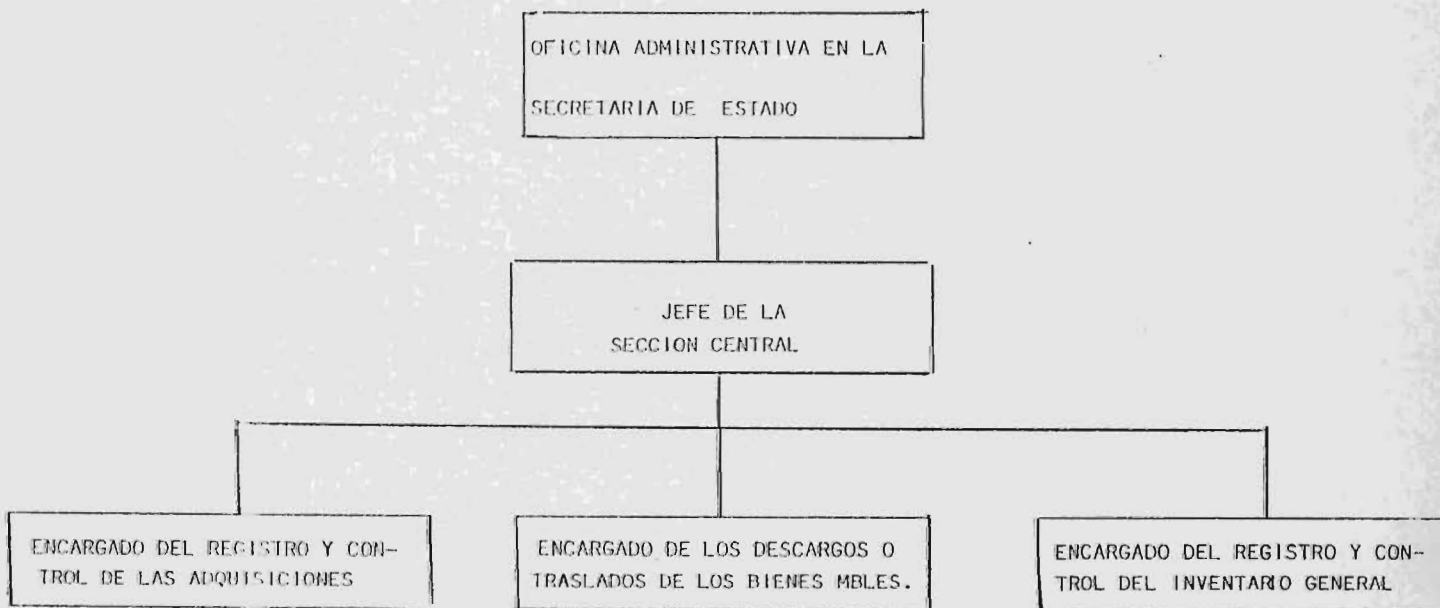 OFICINA ADMINISTRATIVA EN LA
SECRETARIA DE ESTADO
JEFE DE LA
SECCION CENTRAL
ENCARGADO DEL REGISTRO Y CON-
TROL DE LAS ADQUISICIONES
ENCARGADO DE LOS DESCARGOS O
TRASLADOS DE LOS BIENES MBLES.
ENCARGADO DEL REGISTRO Y CON-
TROL DEL INVENTARIO GENERAL